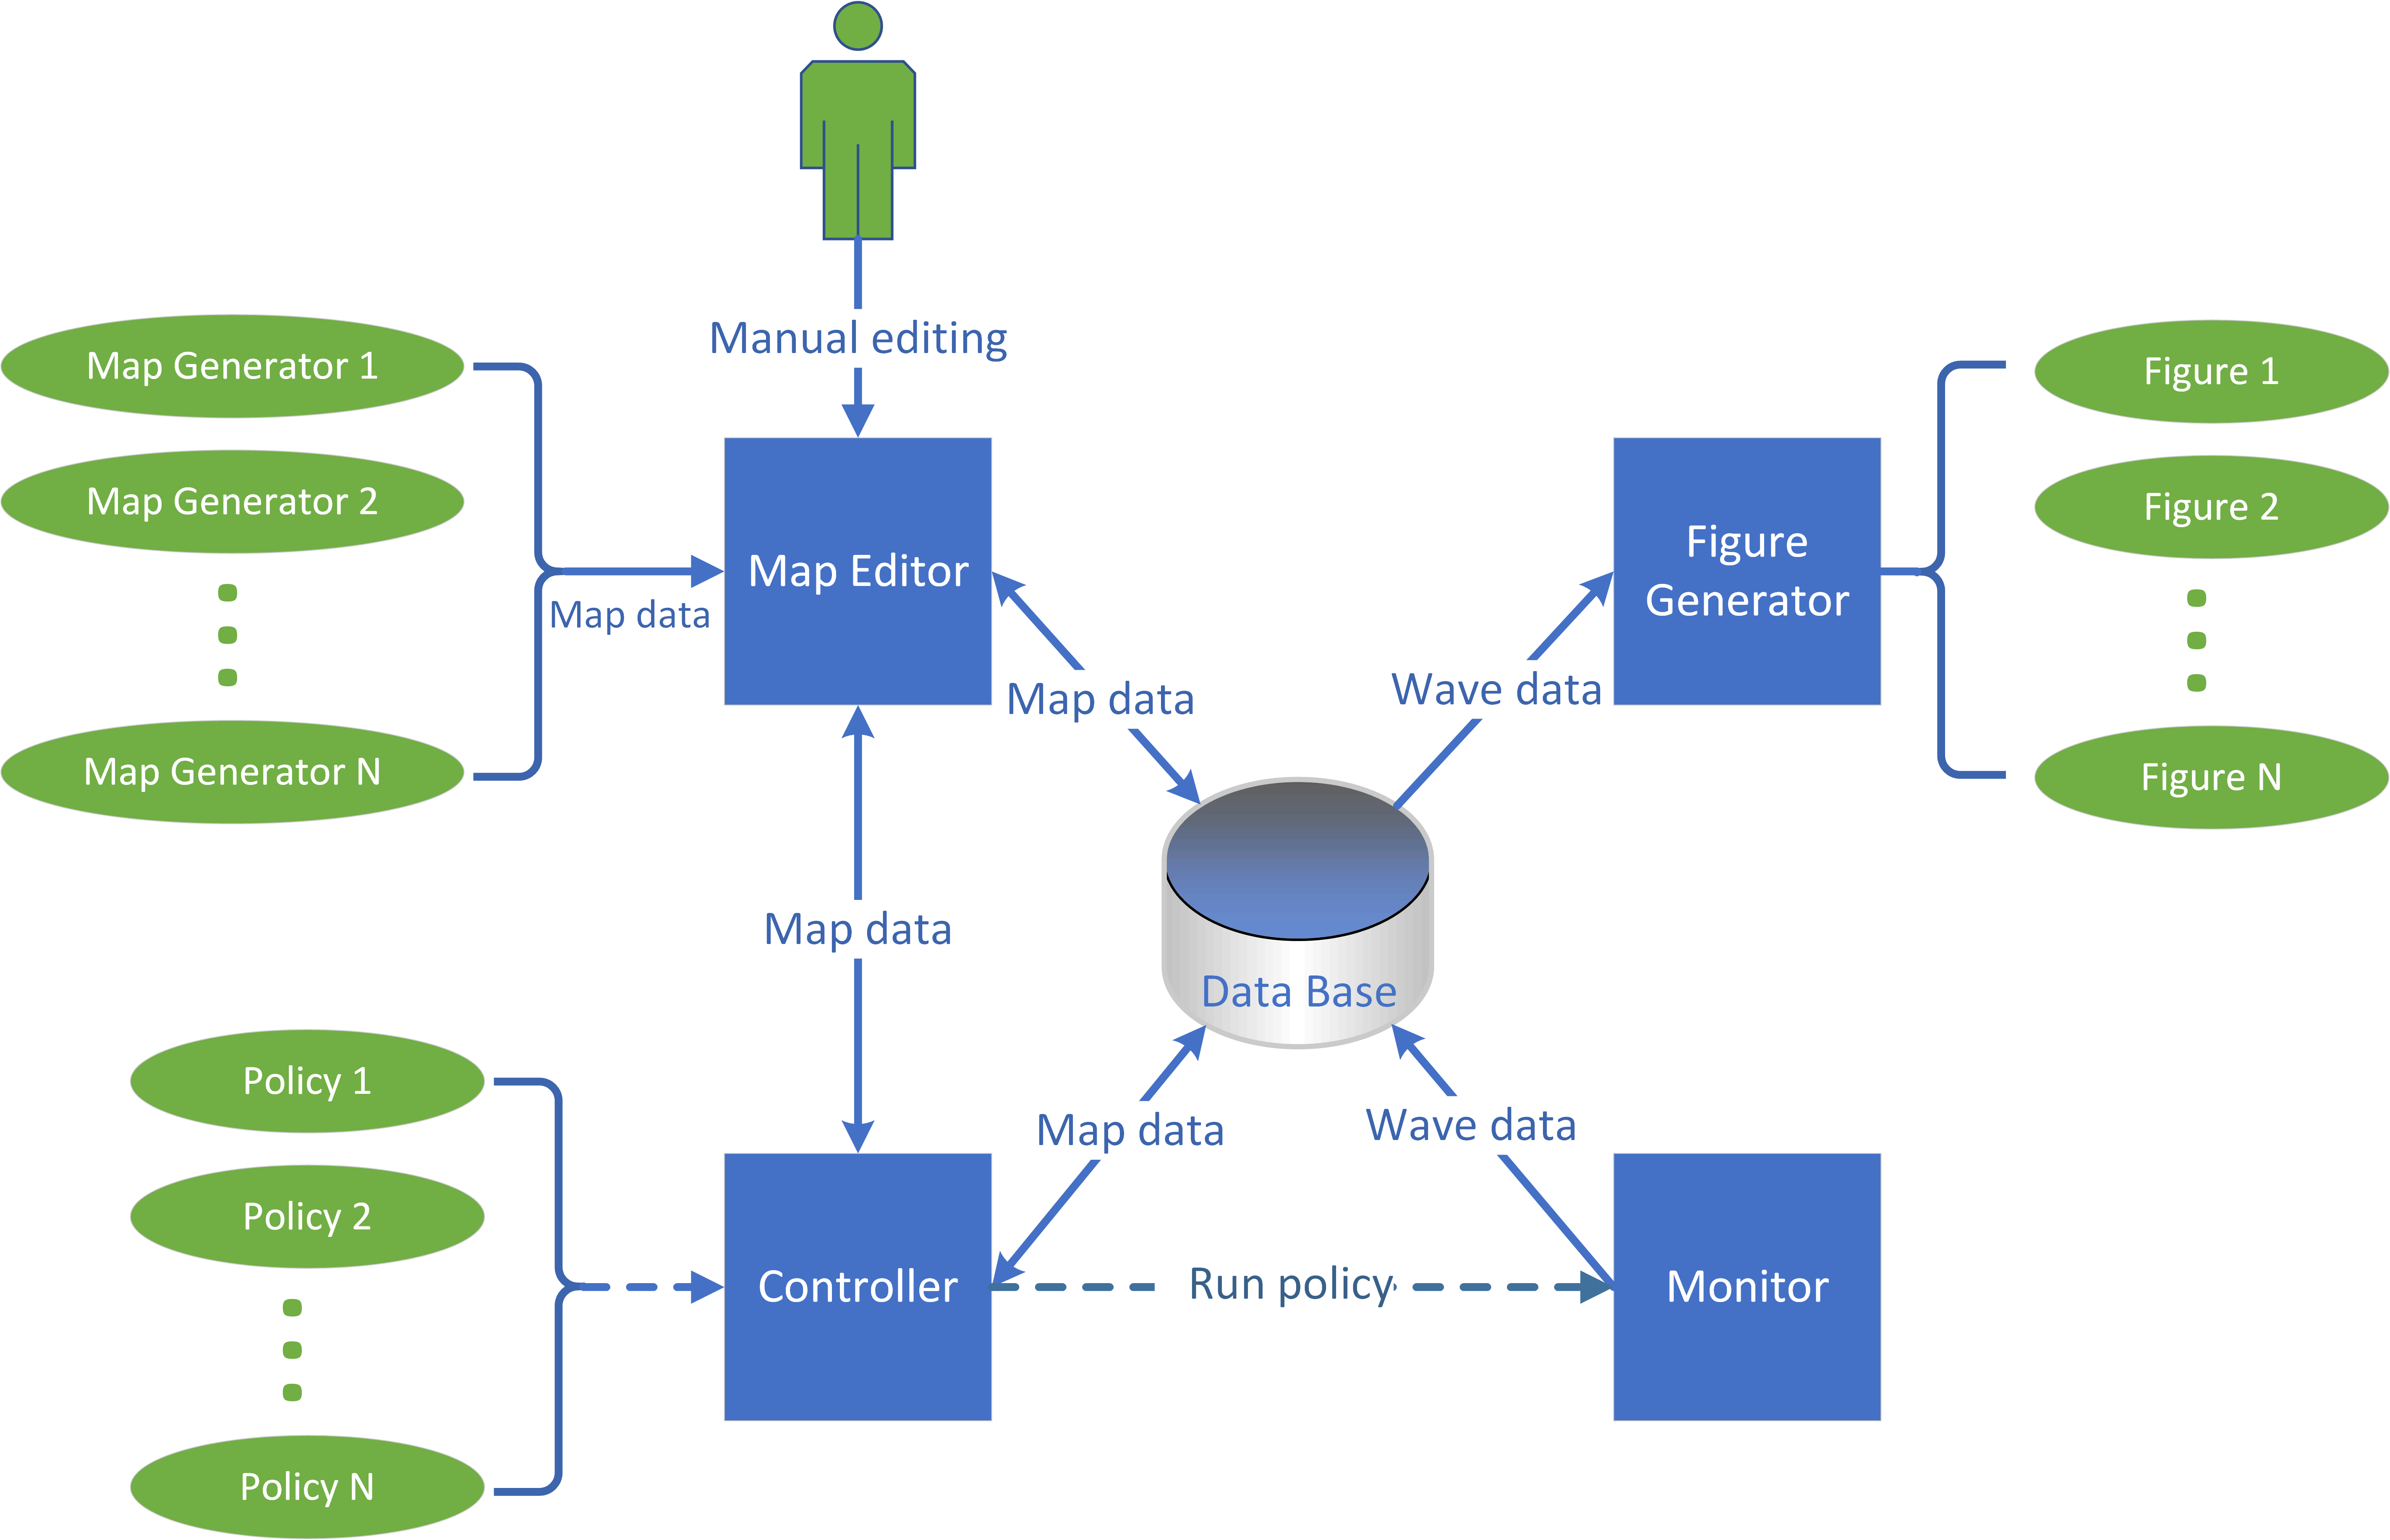 Manual editing
Map Generator 1
Map Generator 2
Map Generator N
Map data
Map Editor
Figure
Generator
Figure 1
Figure 2
Figure N
Map data
Wave data
Map data
Data Base
Policy 1
Policy 2
Policy N
Map data
Wave data
Controller
Run policy
Monitor